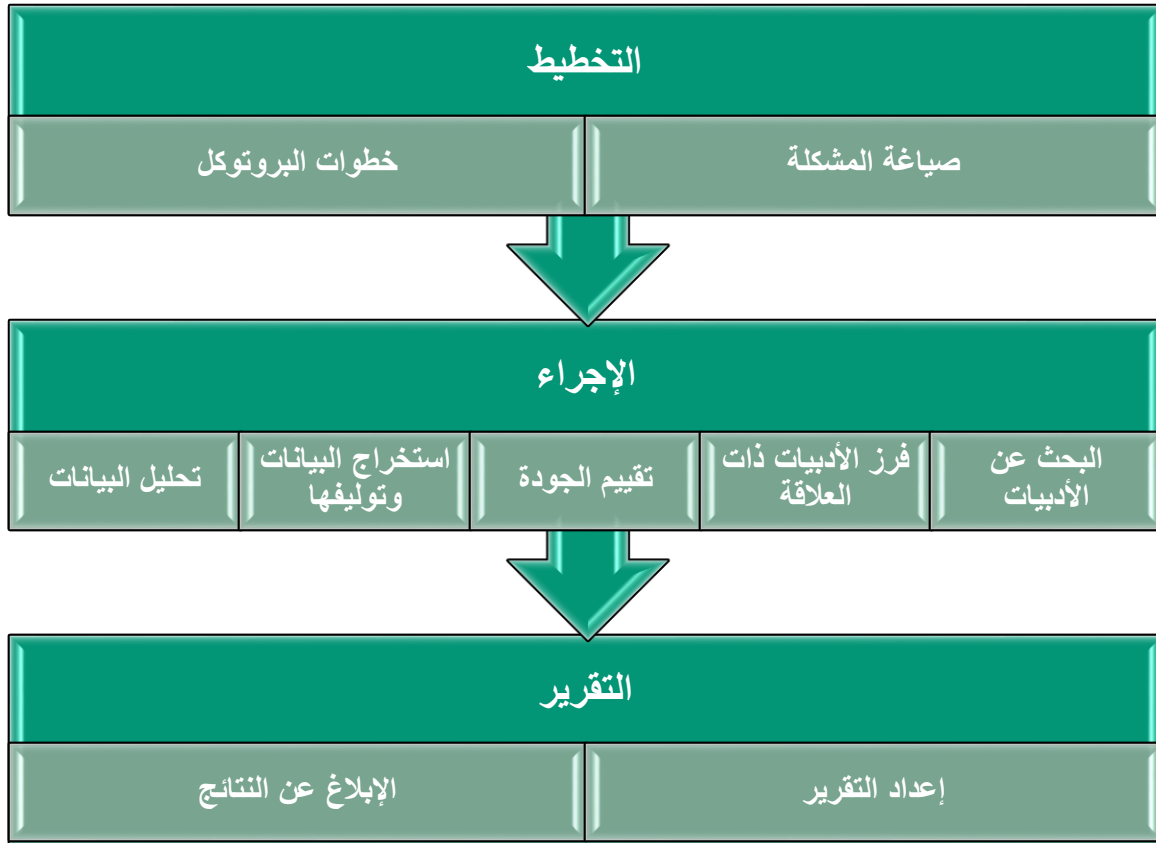 التخطيط
صياغة المشكلة
خطوات البروتوكل
الإجراء
البحث عن
الأدبيات
فرز الأدبيات ذات
العلاقة
تقييم الجودة
استخراج البيانات
وتوليفها
تحليل البيانات
التقرير
إعداد التقرير
الإبلاغ عن النتائج